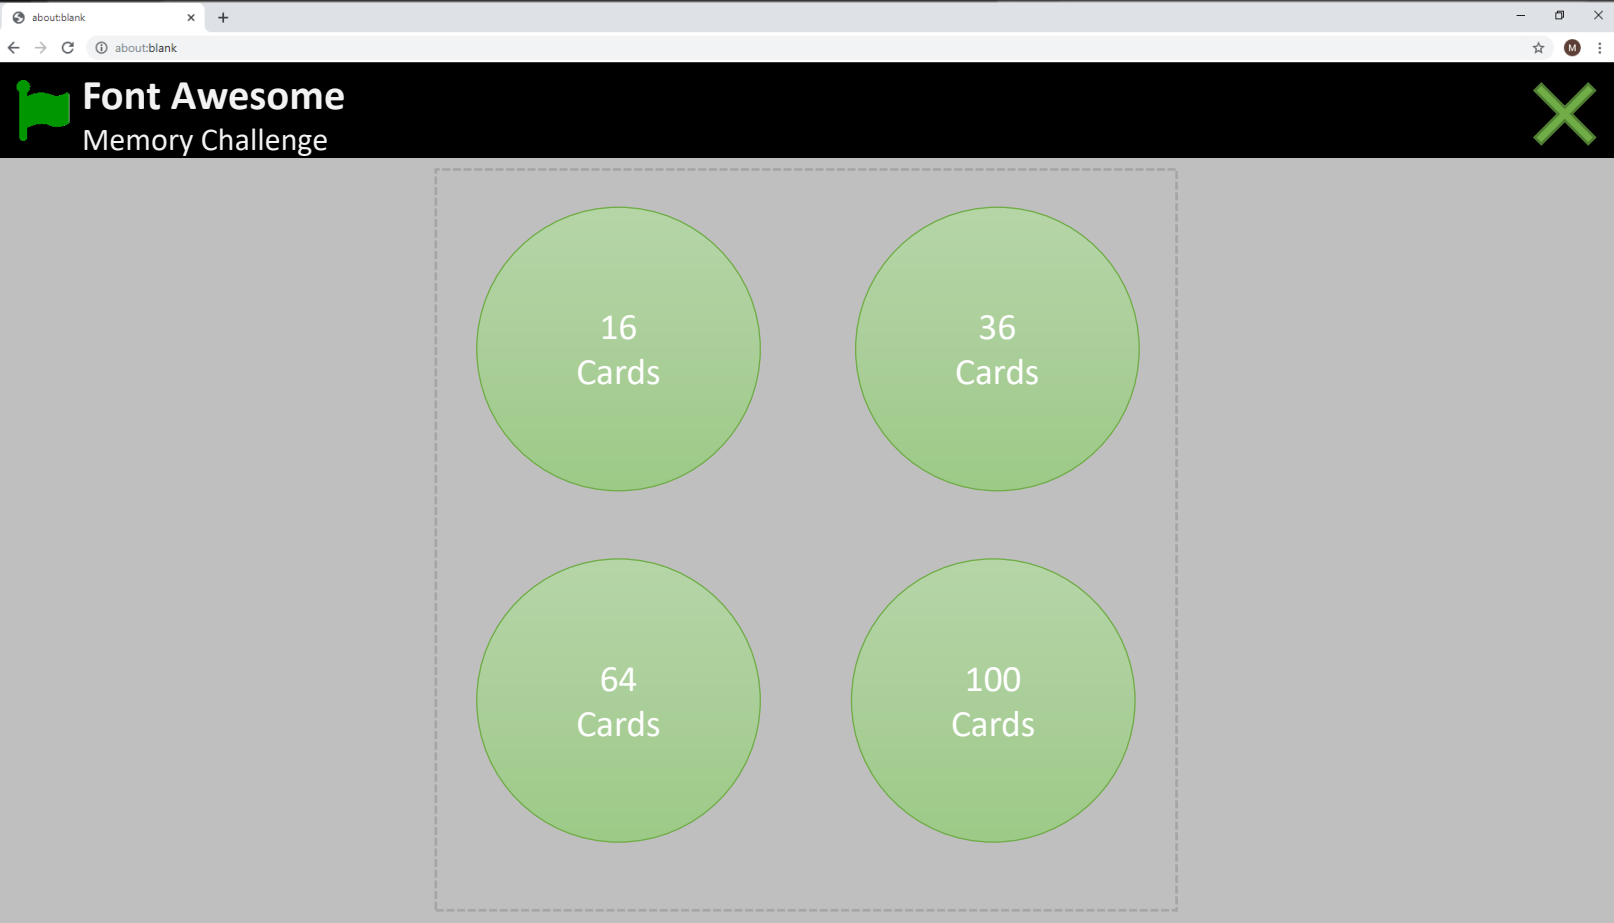 about:blank
about:blank
M
Font Awesome
Memory Challenge
16
Cards
36
Cards
64
Cards
100
Cards